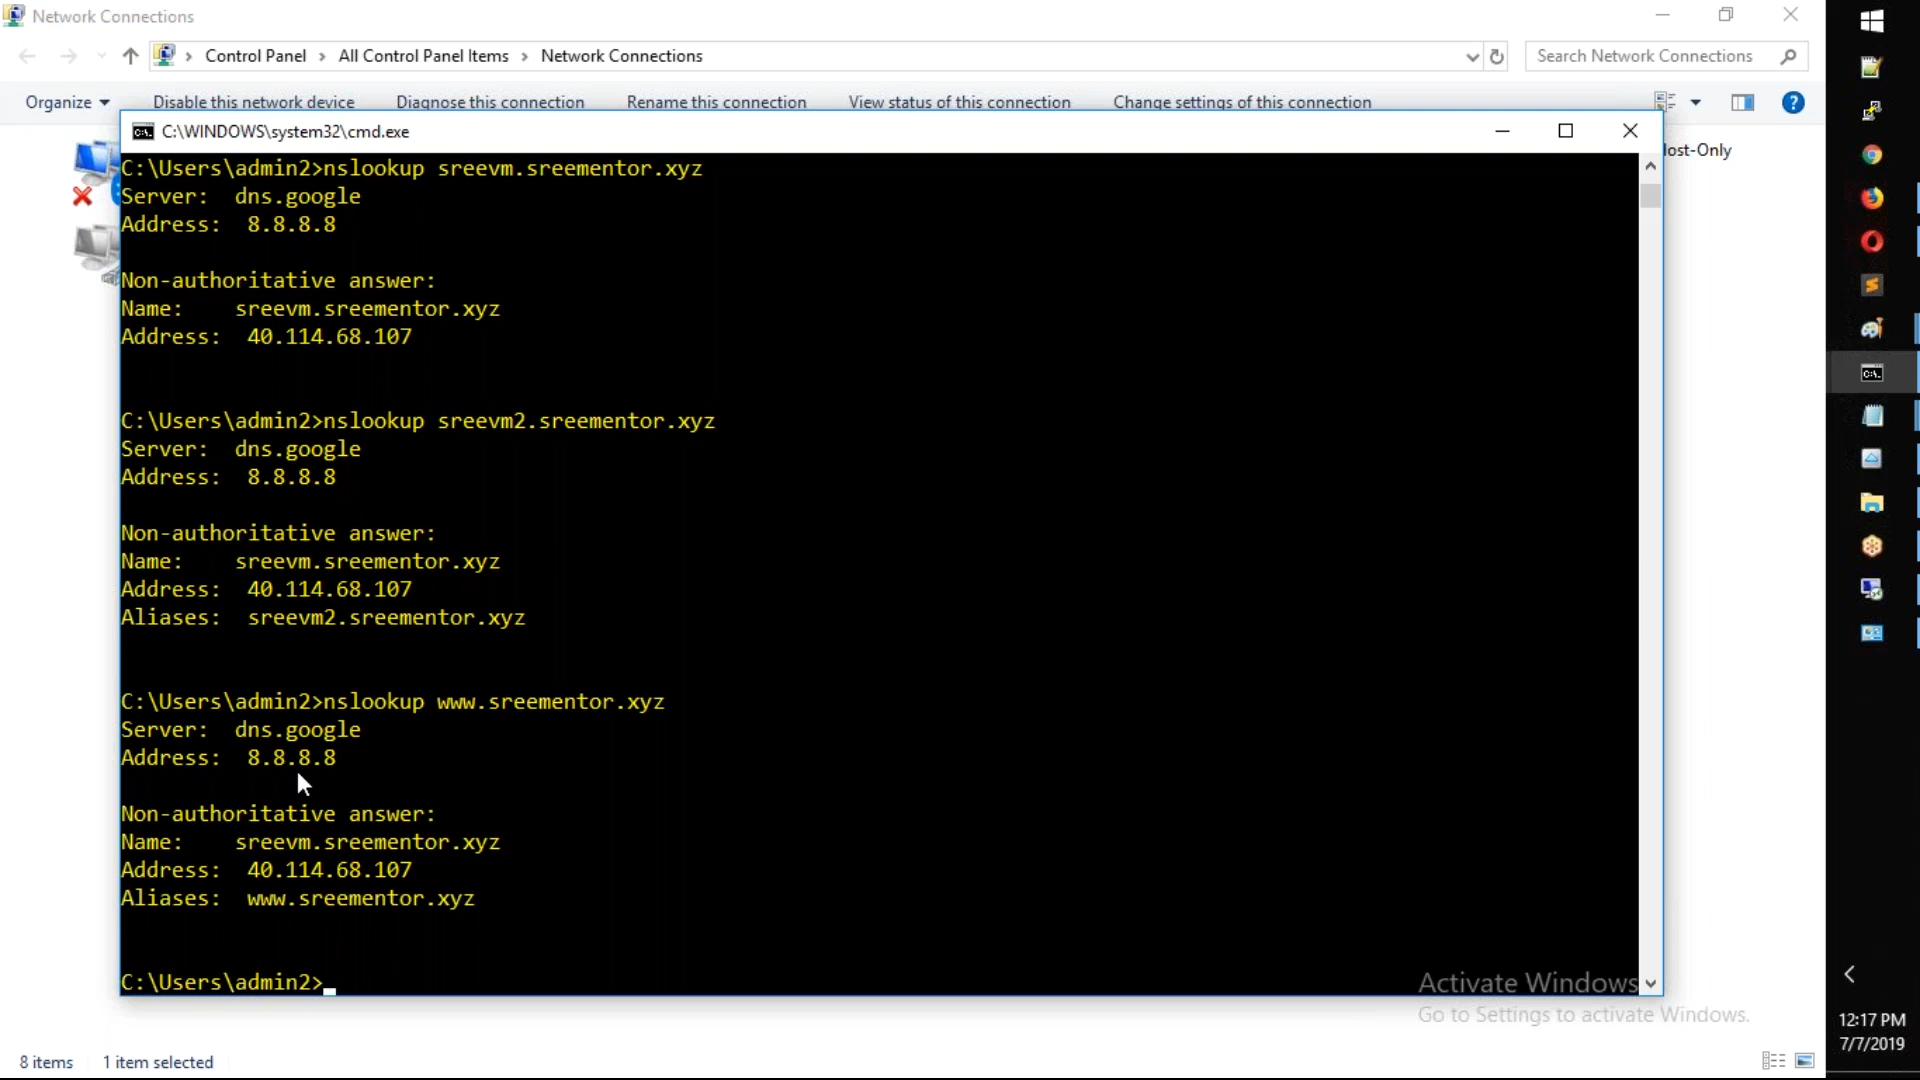 Network Connections
Control Panel > All Control Panel Items > Network Connections
Search Network Connections
Organize
Disable this network device
Diagnose this connection
Rename this connection
View status of this connection
Change settings of this connection
C:\WINDOWS\system32\cmd.exe
ost-Only
C:\Users\admin2>nslookup sreevm.sreementor.xyz
Server:  dns.google
Address:  8.8.8.8
Non-authoritative answer:
Name:    sreevm.sreementor.xyz
Address:  40.114.68.107
C:\Users\admin2>nslookup sreevm2.sreementor.xyz
Server:  dns.google
Address:  8.8.8.8
Non-authoritative answer:
Name:    sreevm.sreementor.xyz
Address:  40.114.68.107
Aliases:  sreevm2.sreementor.xyz
C:\Users\admin2>nslookup www.sreementor.xyz
Server:  dns.google
Address:  8.8.8.8
Non-authoritative answer:
Name:    sreevm.sreementor.xyz
Address:  40.114.68.107
Aliases:  www.sreementor.xyz
C:\Users\admin2>
Activate Windows
Go to Settings to activate Windows.
8 items
1 item selected
12:17 PM
7/7/2019